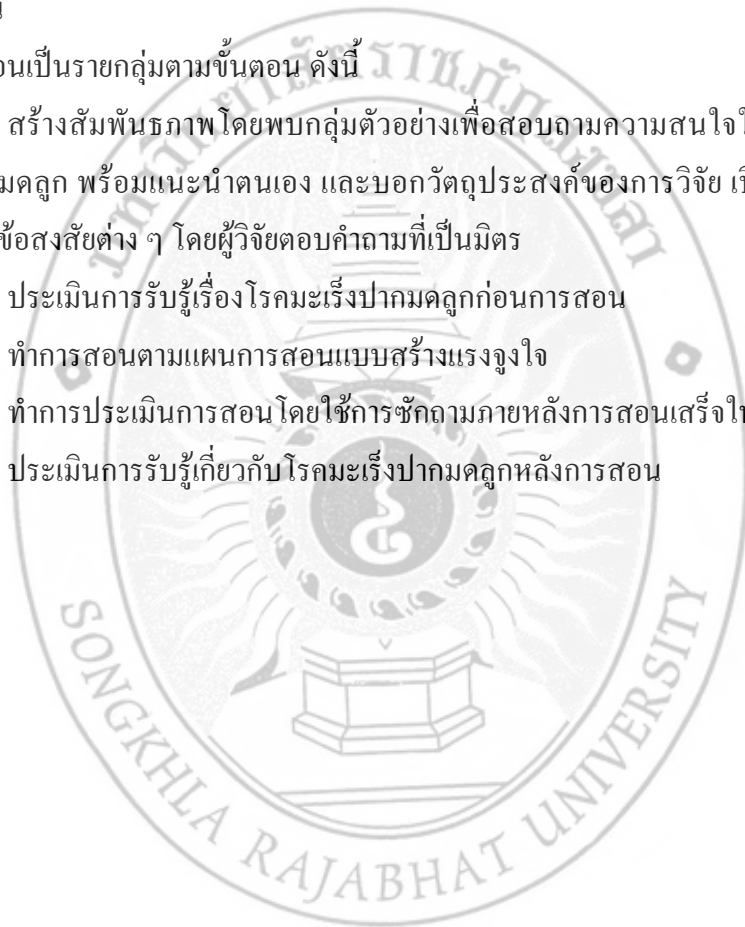 อนเป็นรายกลุ่มตามขั้นตอน ดังนี้
สร้างสัมพันธภาพโดยพบกลุ่มตัวอย่างเพื่อสอบถามความสนใจ
มดลูก พร้อมแนะนำตนเอง และบอกวัตถุประสงค์ของการวิจัย
ข้อสงสัยต่าง ๆ โดยผู้วิจัยตอบคำถามที่เป็นมิตร
ประเมินการรับรู้เรื่องโรคมะเร็งปากมดลูกก่อนการสอน
ทำการสอนตามแผนการสอนแบบสร้างแรงจูงใจ
ทำการประเมินการสอนโดยใช้การซักถามภายหลังการสอนเสร็จ
ประเมินการรับรู้เกี่ยวกับโรคมะเร็งปากมดลูกหลังการสอน
มหาวิทยาลัยราชภัฏสงขลา
SONGKHLA RAJABHAT UNIVERSITY